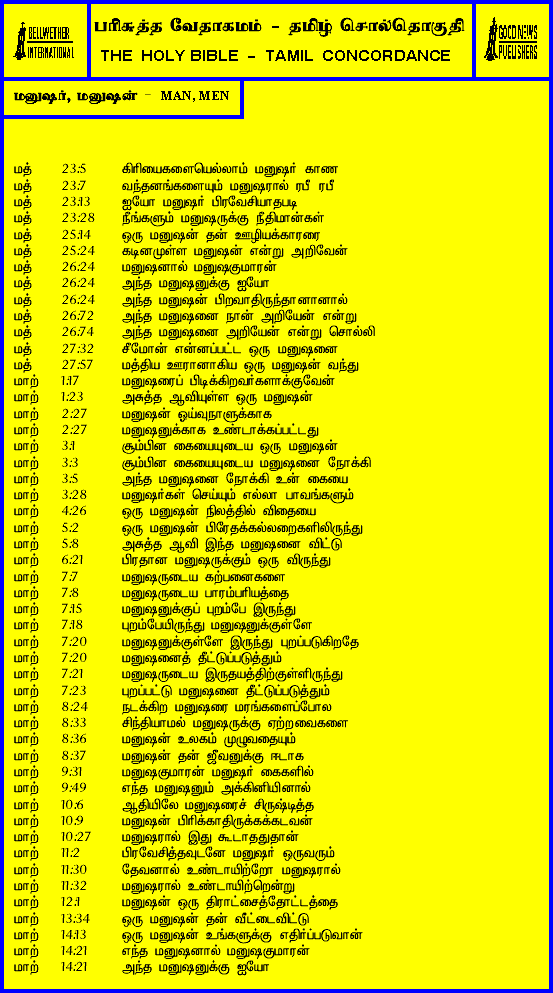 BELLWETHER
INTERNATIONAL
பரிசுத்த வேதாகமம் - தமிழ் சொல்தொகுதி
THE HOLY BIBLE - TAMIL CONCORDANCE
GOOD NEWS
PUBLISHERS
மனுஷர், மனுஷன் - MAN, MEN
மத் 23:5 கிரியைகளையெல்லாம் மனுஷர் காண
மத் 23:7 வந்தனங்களையும் மனுஷரால் ரபீ ரபீ
மத் 23:13 ஐயோ மனுஷர் பிரவேசியாதபடி
மத் 23:28 நீங்களும் மனுஷருக்கு நீதிமான்கள்
மத் 25:14 ஒரு மனுஷன் தன் ஊழியக்காரரை
மத் 25:24 கடினமுள்ள மனுஷன் என்று அறிவேன்
மத் 26:24 மனுஷனால் மனுஷகுமாரன்
மத் 26:24 அந்த மனுஷனுக்கு ஐயோ
மத் 26:24 அந்த மனுஷன் பிறவாதிருந்தானானால்
மத் 26:72 அந்த மனுஷனை நான் அறியேன் என்று
மத் 26:74 அந்த மனுஷனை அறியேன் என்று சொல்லி
மத் 27:32 சீமோன் என்னப்பட்ட ஒரு மனுஷனை
மத் 27:57 மத்திய ஊரானாகிய ஒரு மனுஷன் வந்து
மாற் 1:17 மனுஷரைப் பிடிக்கிறவர்களாக்குவேன்
மாற் 1:23 அசுத்த ஆவியுள்ள ஒரு மனுஷன்
மாற் 2:27 மனுஷன் ஓய்வுநாளுக்காக
மாற் 2:27 மனுஷனுக்காக உண்டாக்கப்பட்டது
மாற் 3:1 சூம்பின கையையுடைய ஒரு மனுஷன்
மாற் 3:3 சூம்பின கையையுடைய மனுஷனை நோக்கி
மாற் 3:5 அந்த மனுஷனை நோக்கி உன் கையை
மாற் 3:28 மனுஷர்கள் செய்யும் எல்லா பாவங்களும்
மாற் 4:26 ஒரு மனுஷன் நிலத்தில் விதையை
மாற் 5:2 ஒரு மனுஷன் பிரேதக்கல்லறைகளிலிருந்து
மாற் 5:8 அசுத்த ஆவி இந்த மனுஷனை விட்டு
மாற் 6:21 பிரதான மனுஷருக்கும் ஒரு விருந்து
மாற் 7:7 மனுஷருடைய கற்பனைகளை
மாற் 7:8 மனுஷருடைய பாரம்பரியத்தை
மாற் 7:15 மனுஷனுக்குப் புறம்பே இருந்து
மாற் 7:18 புறம்பேயிருந்து மனுஷனுக்குள்ளே
மாற் 7:20 மனுஷனுக்குள்ளே இருந்து புறப்படுகிறதே
மாற் 7:20 மனுஷனைத் தீட்டுப்படுத்தும்
மாற் 7:21 மனுஷருடைய இருதயத்திற்குள்ளிருந்து
மாற் 7:23 புறப்பட்டு மனுஷனை தீட்டுப்படுத்தும்
மாற் 8:24 நடக்கிற மனுஷரை மரங்களைப்போல
மாற் 8:33 சிந்தியாமல் மனுஷருக்கு ஏற்றவைகளை
மாற் 8:36 மனுஷன் உலகம் முழுவதையும்
மாற் 8:37 மனுஷன் தன் ஜீவனுக்கு ஈடாக
மாற் 9:31 மனுஷகுமாரன் மனுஷர் கைகளில்
மாற் 9:49 எந்த மனுஷனும் அக்கினியினால்
மாற் 10:6 ஆதியிலே மனுஷரைச் சிருஷ்டித்த
மாற் 10:9 மனுஷன் பிரிக்காதிருக்கக்கடவன்
மாற் 10:27 மனுஷரால் இது கூடாததுதான்
மாற் 11:2 பிரவேசித்தவுடனே மனுஷர் ஒருவரும்
மாற் 11:30 தேவனால் உண்டாயிற்றோ மனுஷரால்
மாற் 11:32 மனுஷரால் உண்டாயிற்றென்று
மாற் 12:1 மனுஷன் ஒரு திராட்சைத்தோட்டத்தை
மாற் 13:34 ஒரு மனுஷன் தன் வீட்டைவிட்டு
மாற் 14:13 ஒரு மனுஷன் உங்களுக்கு எதிர்ப்படுவான்
மாற் 14:21 எந்த மனுஷனால் மனுஷகுமாரன்
மாற் 14:21 அந்த மனுஷனுக்கு ஐயோ